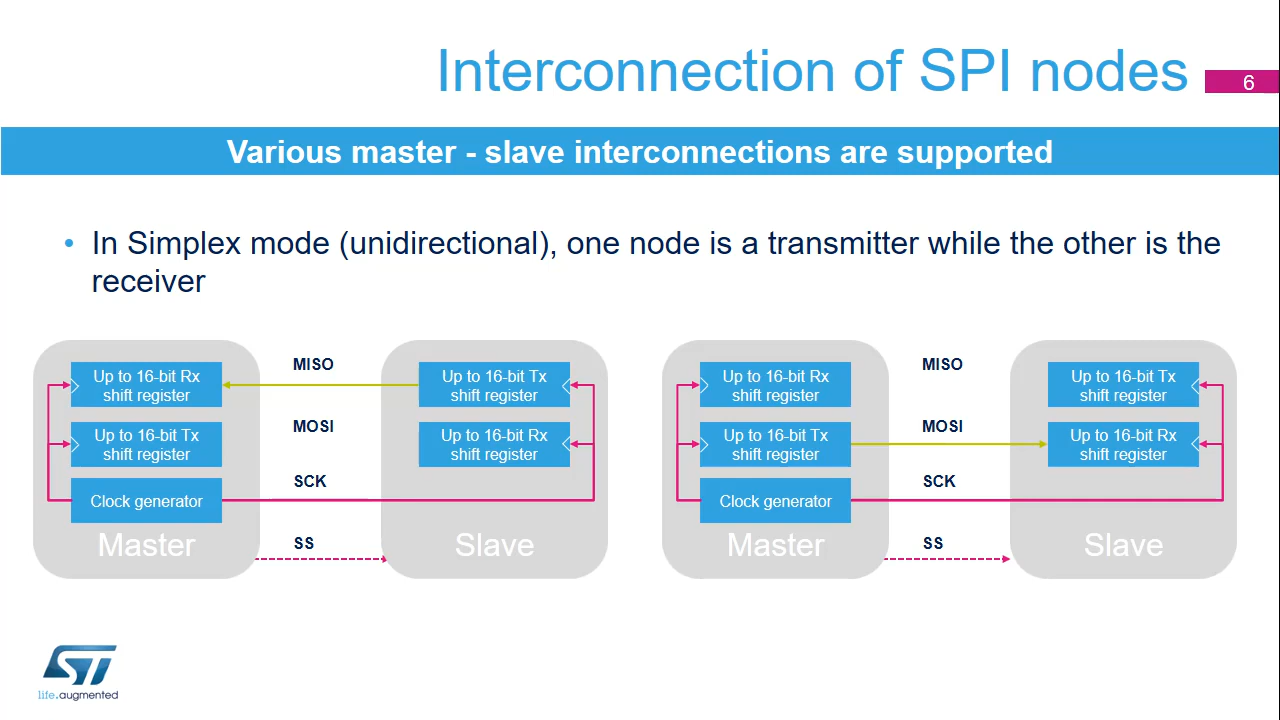 Interconnection of SPI nodes
6
Various master - slave interconnections are supported
• In Simplex mode (unidirectional), one node is a transmitter while the other is the
receiver
Up to 16-bit Rx
shift register
Up to 16-bit Tx
shift register
Clock generator
Master
MISO
MOSI
SCK
SS
Up to 16-bit Tx
shift register
Up to 16-bit Rx
shift register
Slave
Up to 16-bit Rx
shift register
Up to 16-bit Tx
shift register
Clock generator
Master
MISO
MOSI
SCK
SS
Up to 16-bit Tx
shift register
Up to 16-bit Rx
shift register
Slave
ST
life.augmented